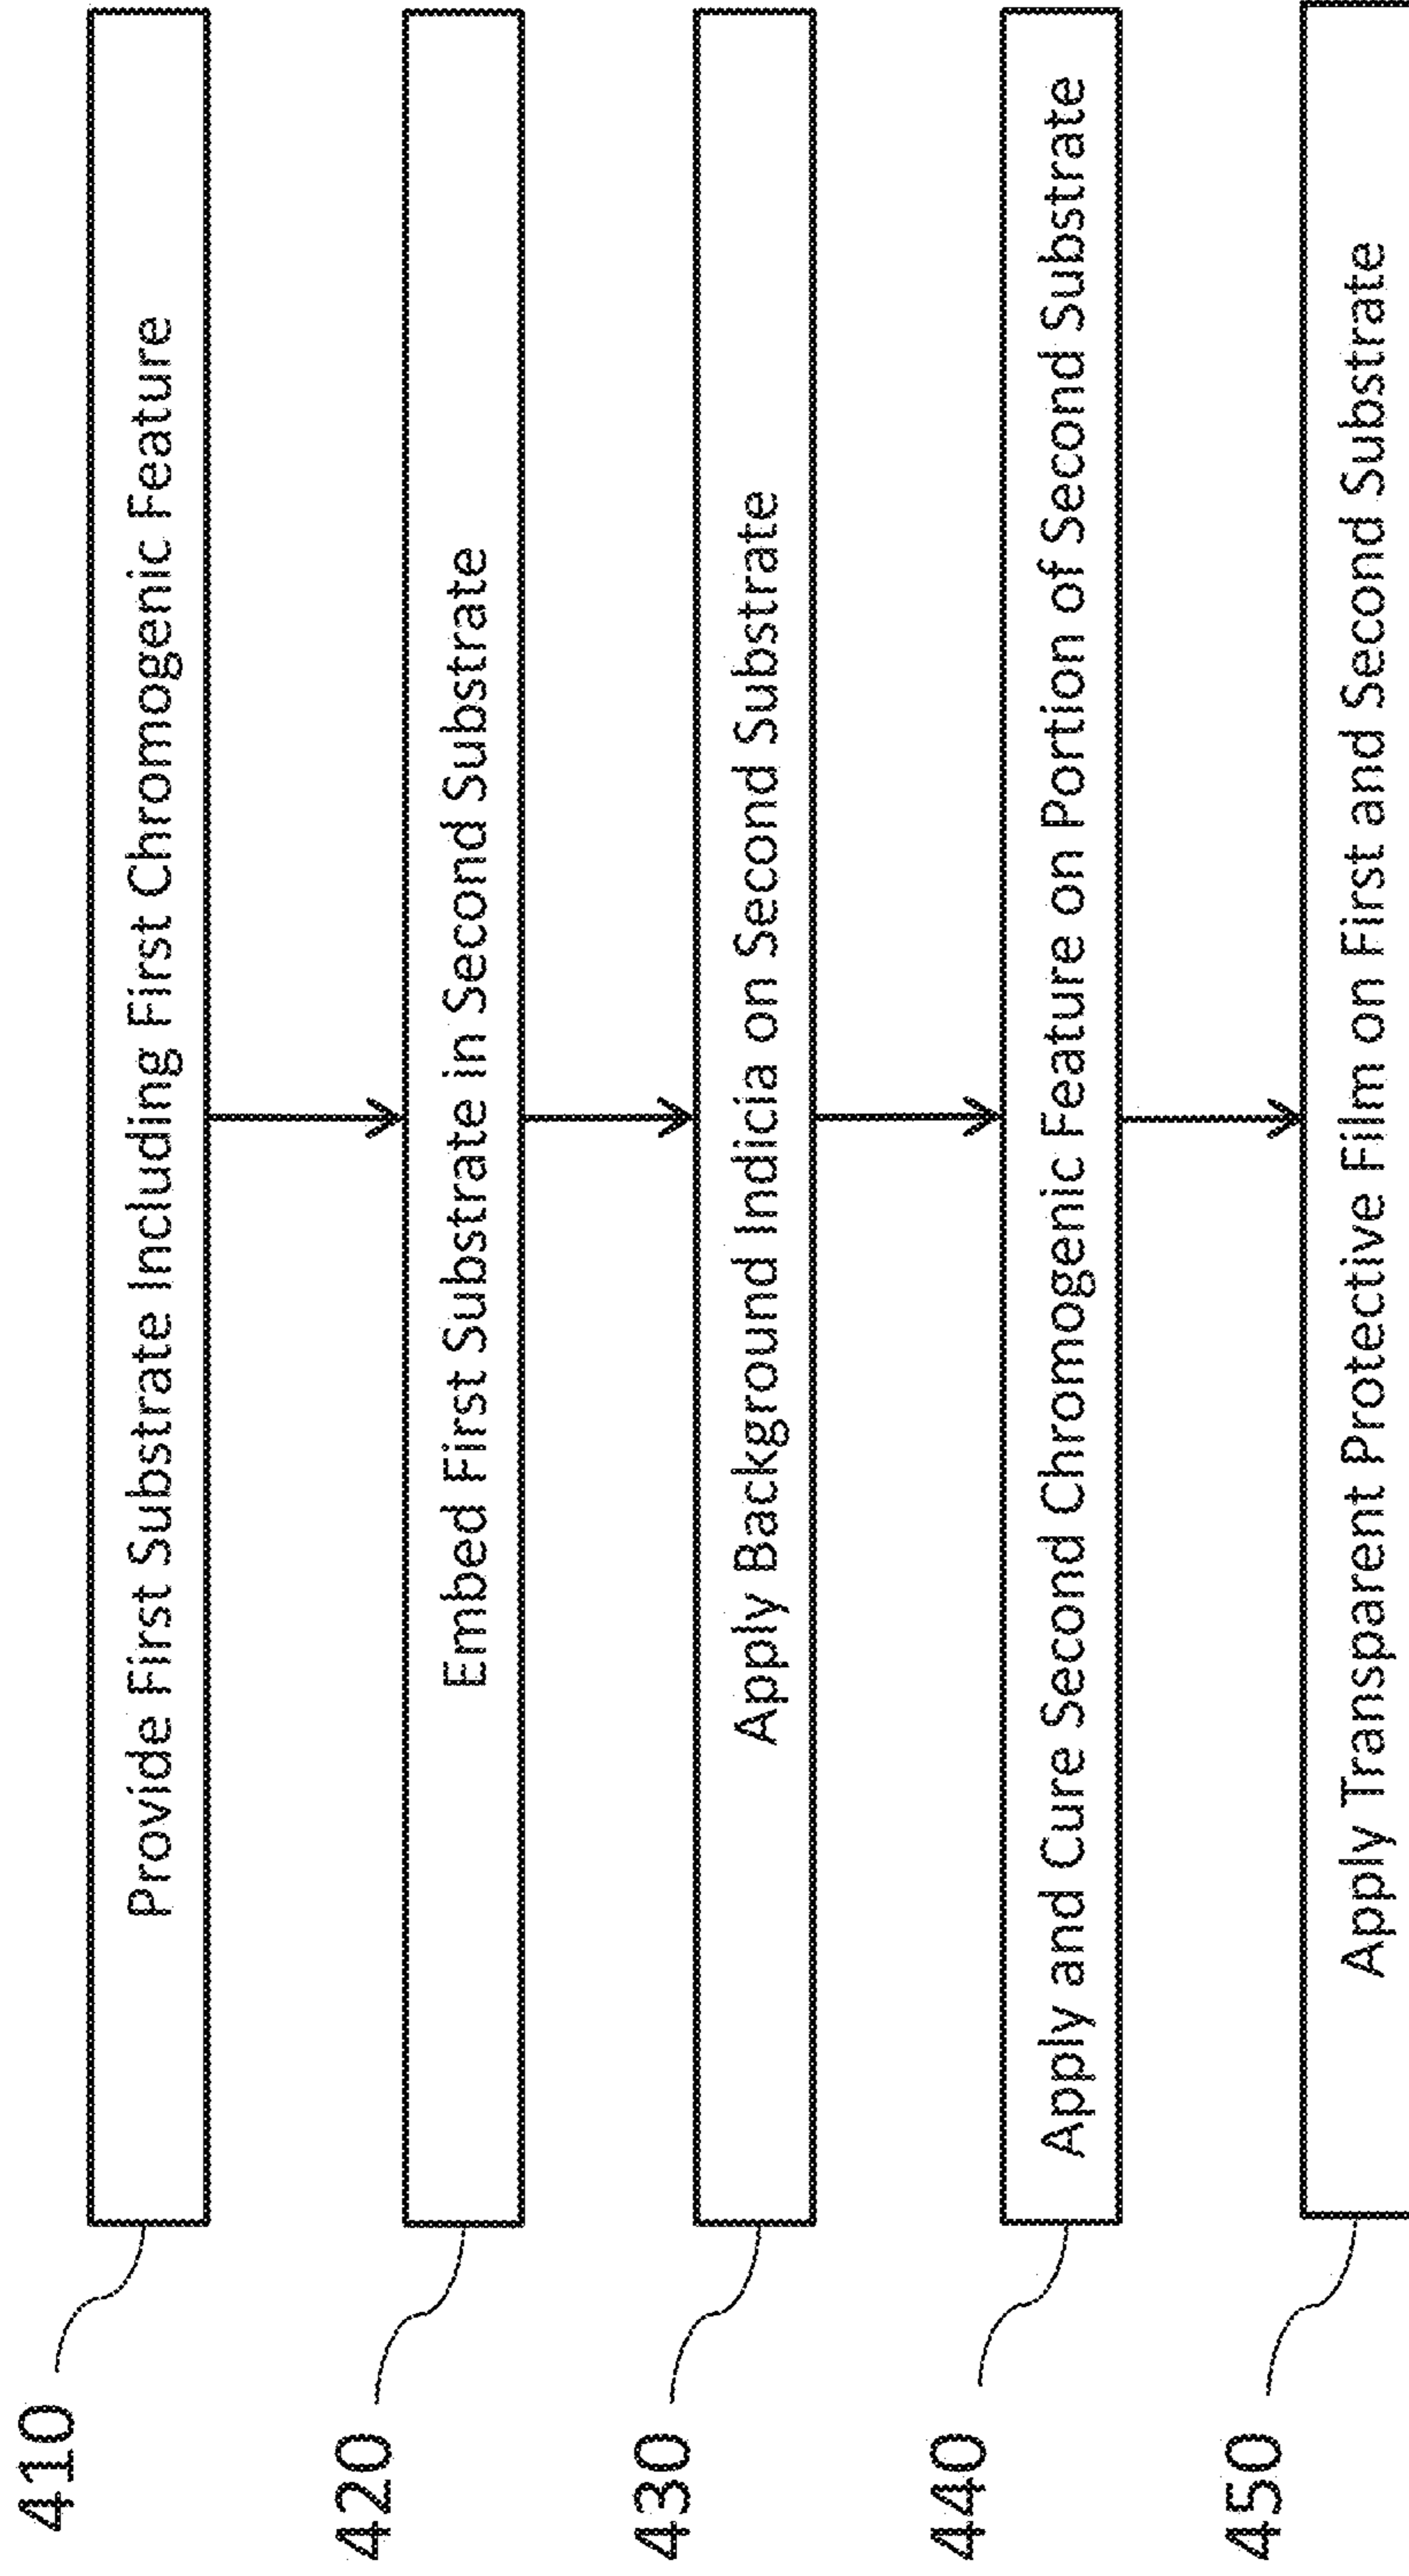 410
Provide First Substrate Including First Chromogenic Feature
420
Embed First Substrate in Second Substrate
430
Apply Background Indicia on Second Substrate
440
Apply and Cure Second Chromogenic Feature on Portion of Second Substrate
450
Apply Transparent Protective Film on First and Second Substrate